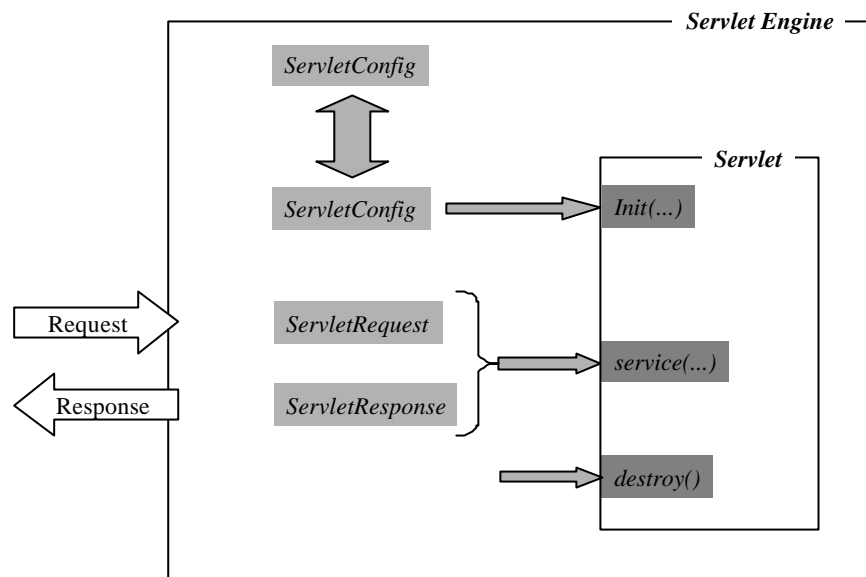 Servlet Engine
ServletConfig
Servlet
ServletConfig
Init(...)
Request
ServletRequest
service(...)
Response
ServletResponse
destroy()